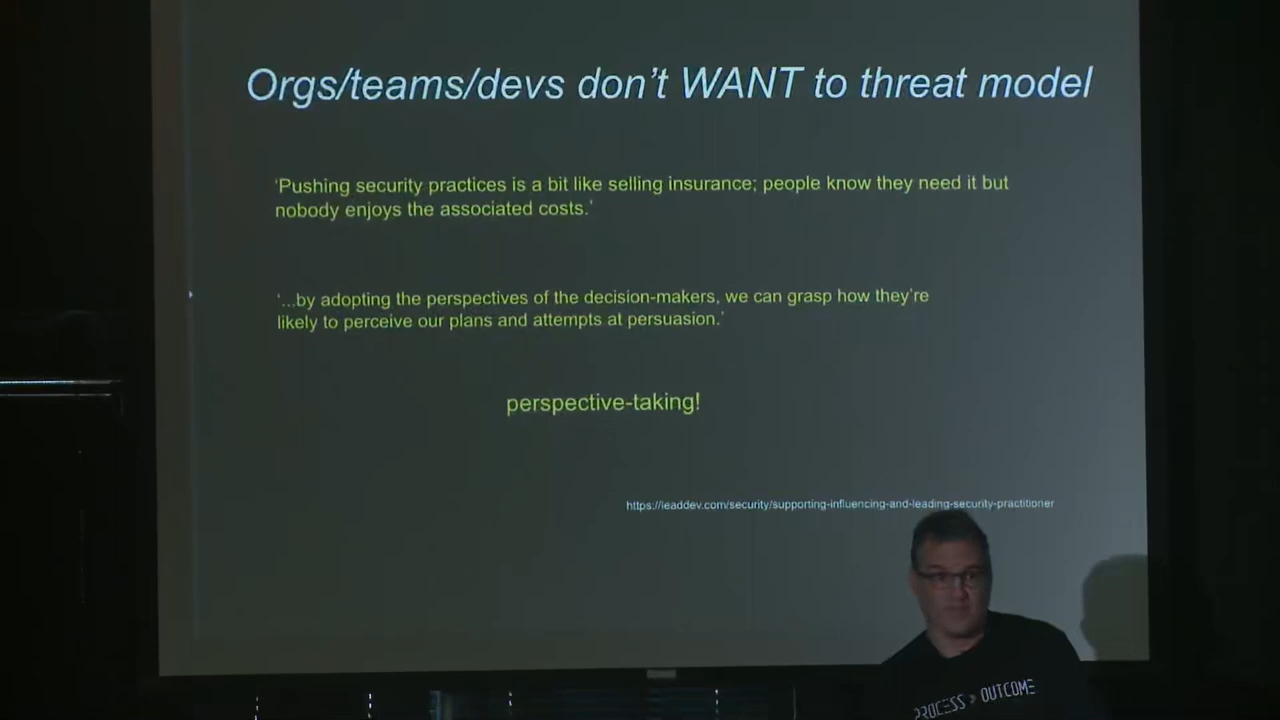 Orgs/teams/devs don't WANT to threat model
'Pushing security practices is a bit like selling insurance; people know they need it but
nobody enjoys the associated costs.'
'...by adopting the perspectives of the decision-makers, we can grasp how they're
likely to perceive our plans and attempts at persuasion.'
perspective-taking!
https://leaddev.com/security/supporting-influencing-and-leading-security-practitioner
PROCESS > OUTCOME